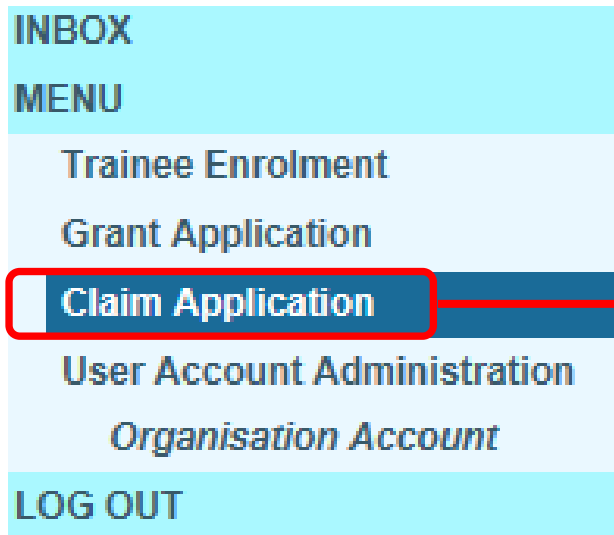 INBOX
MENU
Trainee Enrolment
Grant Application
Claim Application
User Account Administration
Organisation Account
LOG OUT